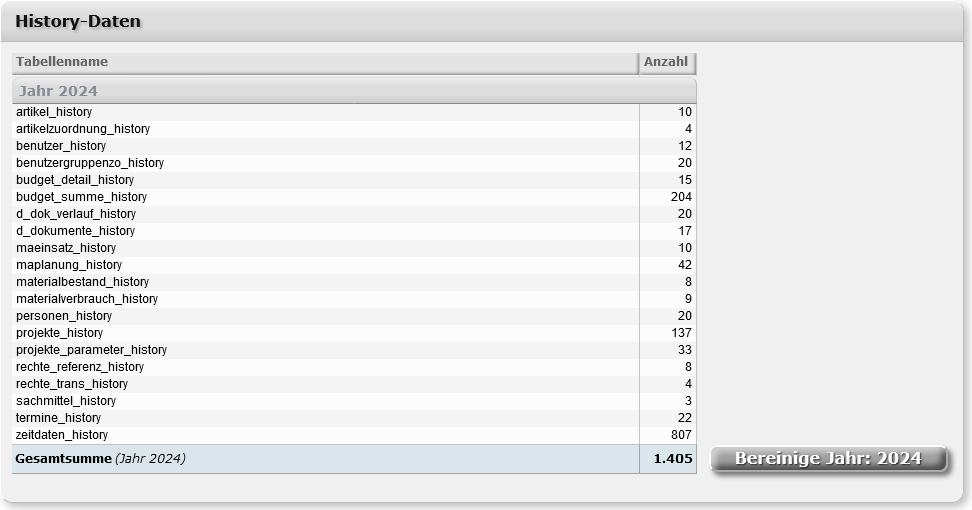 History-Daten
Tabellenname Anzahl
Jahr 2024
artikel_history 10
artikelzuordnung_history 4
benutzer_history 12
benutzergruppenzo_history 20
budget_detail_history 15
budget_summe_history 204
d_dok_verlauf_history 20
d_dokumente_history 17
maeinsatz_history 10
maplanung_history 42
materialbestand_history 8
materialverbrauch_history 9
personen_history 20
projekte_history 137
projekte_parameter_history 33
rechte_referenz_history 8
rechte_trans_history 4
sachmittel_history 3
termine_history 22
zeitdaten_history 807
Gesamtsumme (Jahr 2024) 1.405 Bereinige Jahr: 2024